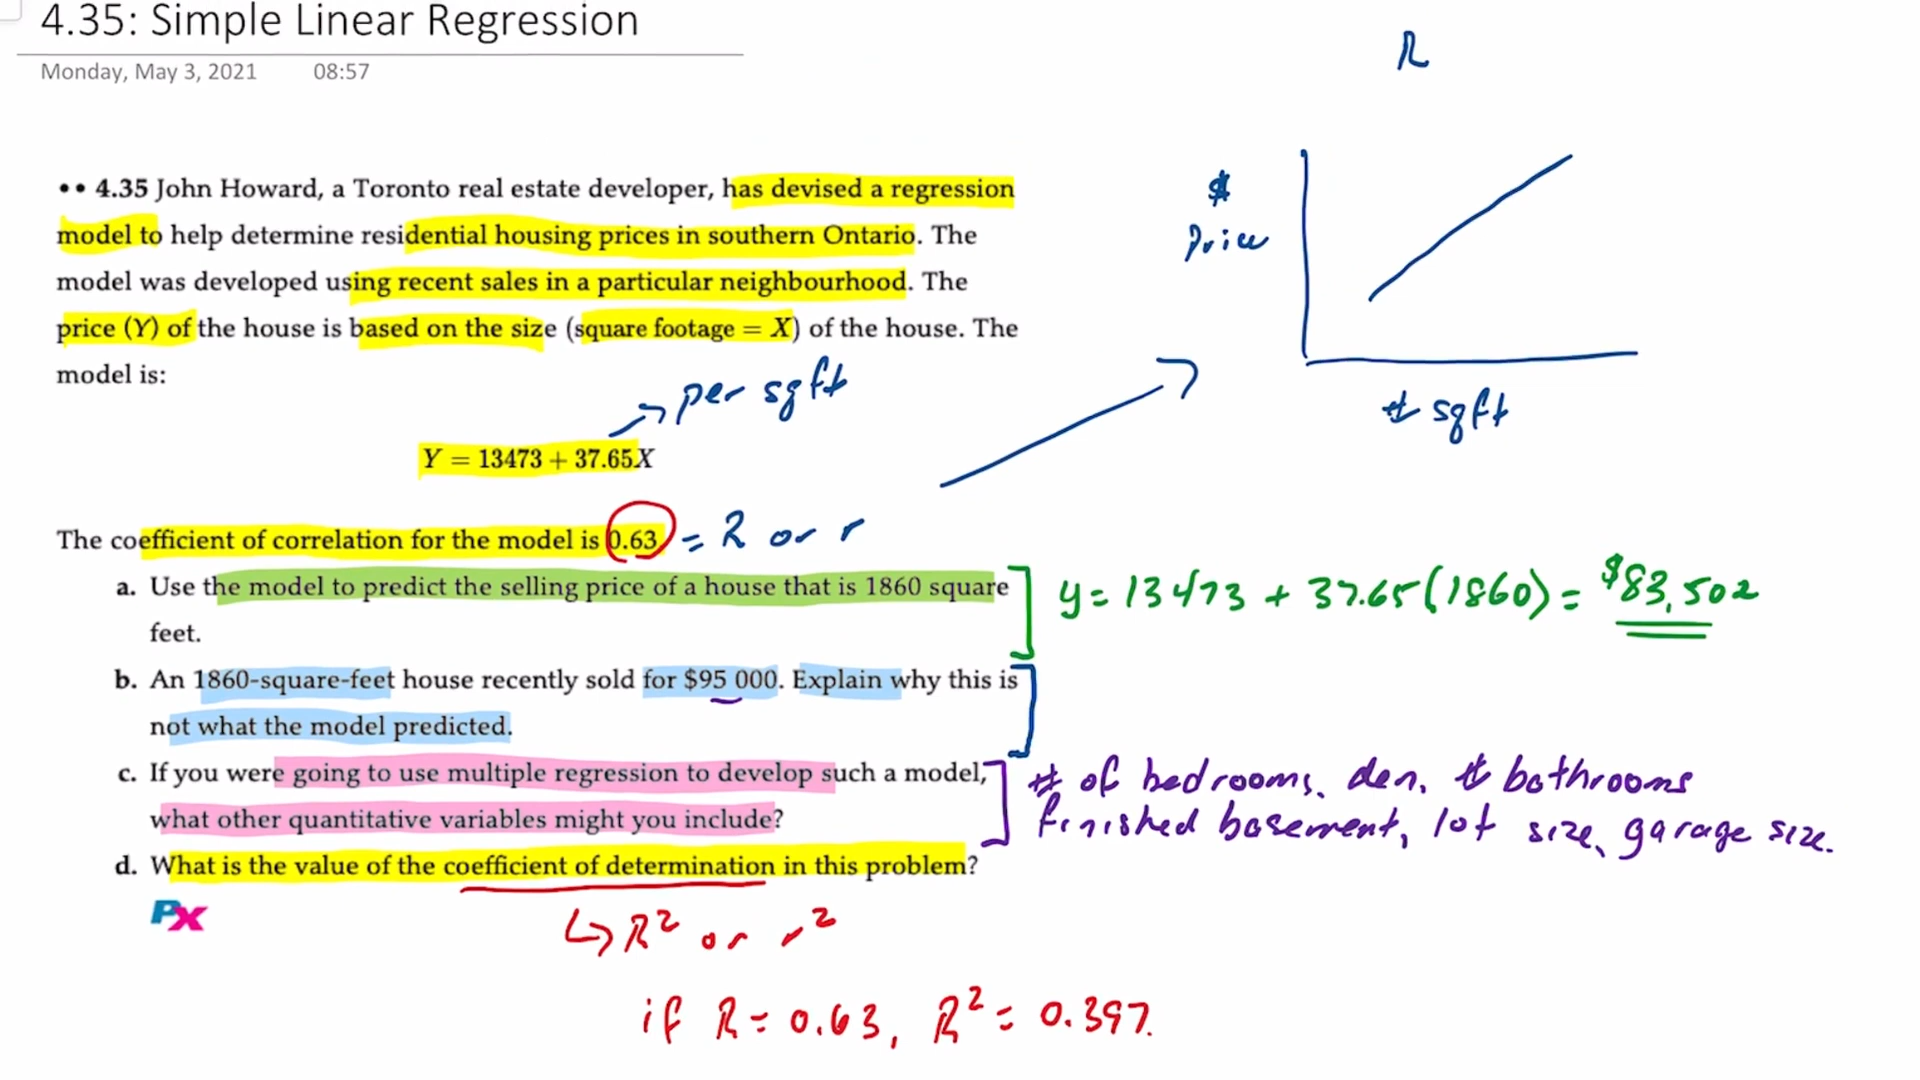 4.35: Simple Linear Regression
Monday, May 3, 2021 08:57
R
•• 4.35 John Howard, a Toronto real estate developer, has devised a regression
model to help determine residential housing prices in southern Ontario. The
model was developed using recent sales in a particular neighbourhood. The
price (Y) of the house is based on the size (square footage = X) of the house. The
model is:
$
Price
# sqft
per sqft
Y = 13473 + 37.65X
The coefficient of correlation for the model is 0.63 = R or r
a. Use the model to predict the selling price of a house that is 1860 square
feet.
y = 13473 + 37.65(1860) = $83,502
b. An 1860-square-feet house recently sold for $95 000. Explain why this is
not what the model predicted.
c. If you were going to use multiple regression to develop such a model,
what other quantitative variables might you include?
# of bedrooms, den, # bathrooms
finished basement, lot size, garage size.
d. What is the value of the coefficient of determination in this problem?
PX
R² or r²
if R = 0.63, R² = 0.397.